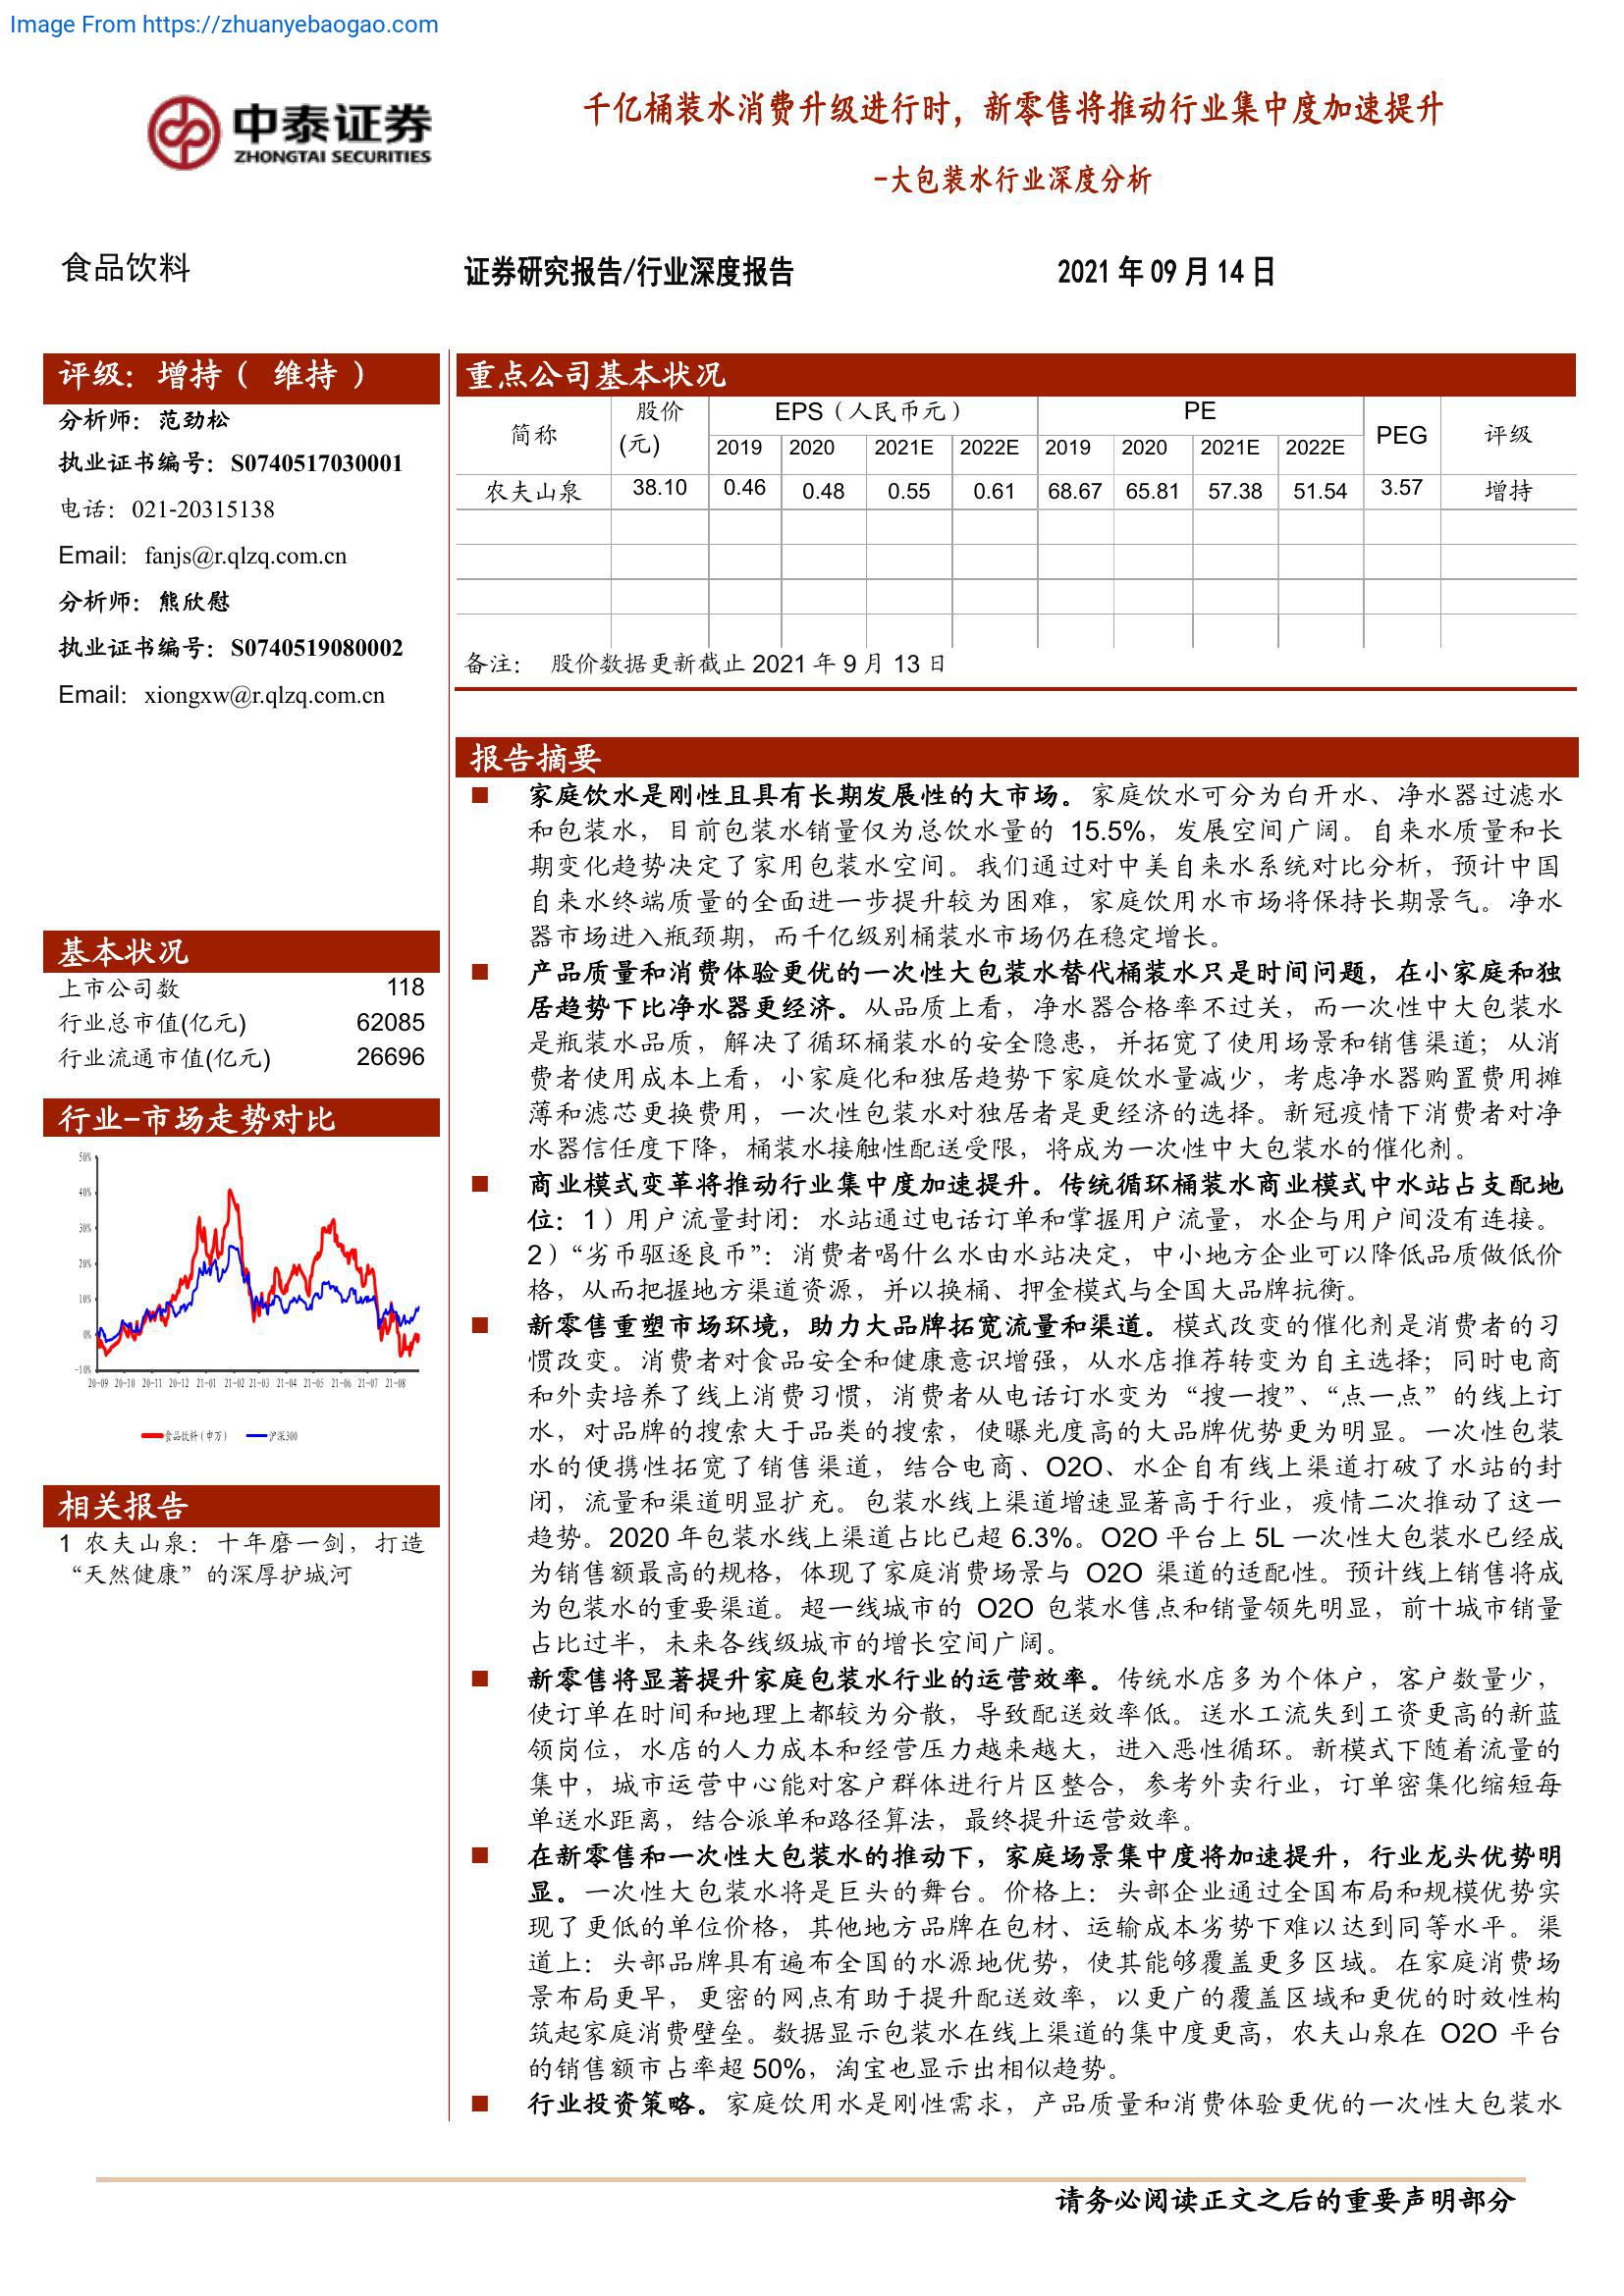 Image From https://zhuanyebaogao.com
中泰证券
ZHONGTAI SECURITIES
千亿桶装水消费升级进行时，新零售将推动行业集中度加速提升
-大包装水行业深度分析
食品饮料
证券研究报告/行业深度报告
2021 年 09 月 14 日
评级：增持（ 维持 ）
分析师：范劲松
执业证书编号：S0740517030001
电话：021-20315138
Email：fanjs@r.qlzq.com.cn
分析师：熊欣慰
执业证书编号：S0740519080002
Email：xiongxw@r.qlzq.com.cn
基本状况
上市公司数 118
行业总市值(亿元) 62085
行业流通市值(亿元) 26696
行业-市场走势对比
50%
40%
30%
20%
10%
0%
-10%
20-09 20-10 20-11 20-12 21-01 21-02 21-03 21-04 21-05 21-06 21-07 21-08
食品饮料（申万） 沪深300
相关报告
1 农夫山泉：十年磨一剑，打造
“天然健康”的深厚护城河
重点公司基本状况
简称 股价(元) EPS（人民币元） PE PEG 评级
2019 2020 2021E 2022E 2019 2020 2021E 2022E
农夫山泉 38.10 0.46 0.48 0.55 0.61 68.67 65.81 57.38 51.54 3.57 增持
备注： 股价数据更新截止 2021 年 9 月 13 日
报告摘要
■ 家庭饮水是刚性且具有长期发展性的大市场。家庭饮水可分为白开水、净水器过滤水
和包装水，目前包装水销量仅为总饮水量的 15.5%，发展空间广阔。自来水质量和长
期变化趋势决定了家用包装水空间。我们通过对中美自来水系统对比分析，预计中国
自来水终端质量的全面进一步提升较为困难，家庭饮用水市场将保持长期景气。净水
器市场进入瓶颈期，而千亿级别桶装水市场仍在稳定增长。
■ 产品质量和消费体验更优的一次性大包装水替代桶装水只是时间问题，在小家庭和独
居趋势下比净水器更经济。从品质上看，净水器合格率不过关，而一次性中大包装水
是瓶装水品质，解决了循环桶装水的安全隐患，并拓宽了使用场景和销售渠道；从消
费者使用成本上看，小家庭化和独居趋势下家庭饮水量减少，考虑净水器购置费用摊
薄和滤芯更换费用，一次性包装水对独居者是更经济的选择。新冠疫情下消费者对净
水器信任度下降，桶装水接触性配送受限，将成为一次性中大包装水的催化剂。
■ 商业模式变革将推动行业集中度加速提升。传统循环桶装水商业模式中水站占支配地
位：1）用户流量封闭：水站通过电话订单和掌握用户流量，水企与用户间没有连接。
2）“劣币驱逐良币”：消费者喝什么水由水站决定，中小地方企业可以降低品质做低价
格，从而把握地方渠道资源，并以换桶、押金模式与全国大品牌抗衡。
■ 新零售重塑市场环境，助力大品牌拓宽流量和渠道。模式改变的催化剂是消费者的习
惯改变。消费者对食品安全和健康意识增强，从水店推荐转变为自主选择；同时电商
和外卖培养了线上消费习惯，消费者从电话订水变为“搜一搜”、“点一点”的线上订
水，对品牌的搜索大于品类的搜索，使曝光度高的大品牌优势更为明显。一次性包装
水的便携性拓宽了销售渠道，结合电商、O2O、水企自有线上渠道打破了水站的封
闭，流量和渠道明显扩充。包装水线上渠道增速显著高于行业，疫情二次推动了这一
趋势。2020 年包装水线上渠道占比已超 6.3%。O2O 平台上 5L 一次性大包装水已经成
为销售额最高的规格，体现了家庭消费场景与 O2O 渠道的适配性。预计线上销售将成
为包装水的重要渠道。超一线城市的 O2O 包装水售点和销量领先明显，前十城市销量
占比过半，未来各线级城市的增长空间广阔。
■ 新零售将显著提升家庭包装水行业的运营效率。传统水店多为个体户，客户数量少，
使订单在时间和地理上都较为分散，导致配送效率低。送水工流失到工资更高的新蓝
领岗位，水店的人力成本和经营压力越来越大，进入恶性循环。新模式下随着流量的
集中，城市运营中心能对客户群体进行片区整合，参考外卖行业，订单密集化缩短每
单送水距离，结合派单和路径算法，最终提升运营效率。
■ 在新零售和一次性大包装水的推动下，家庭场景集中度将加速提升，行业龙头优势明
显。一次性大包装水将是巨头的舞台。价格上：头部企业通过全国布局和规模优势实
现了更低的单位价格，其他地方品牌在包材、运输成本劣势下难以达到同等水平。渠
道上：头部品牌具有遍布全国的水源地优势，使其能够覆盖更多区域。在家庭消费场
景布局更早，更密的网点有助于提升配送效率，以更广的覆盖区域和更优的时效性构
筑起家庭消费壁垒。数据显示包装水在线上渠道的集中度更高，农夫山泉在 O2O 平台
的销售额市占率超 50%，淘宝也显示出相似趋势。
■ 行业投资策略。家庭饮用水是刚性需求，产品质量和消费体验更优的一次性大包装水
请务必阅读正文之后的重要声明部分